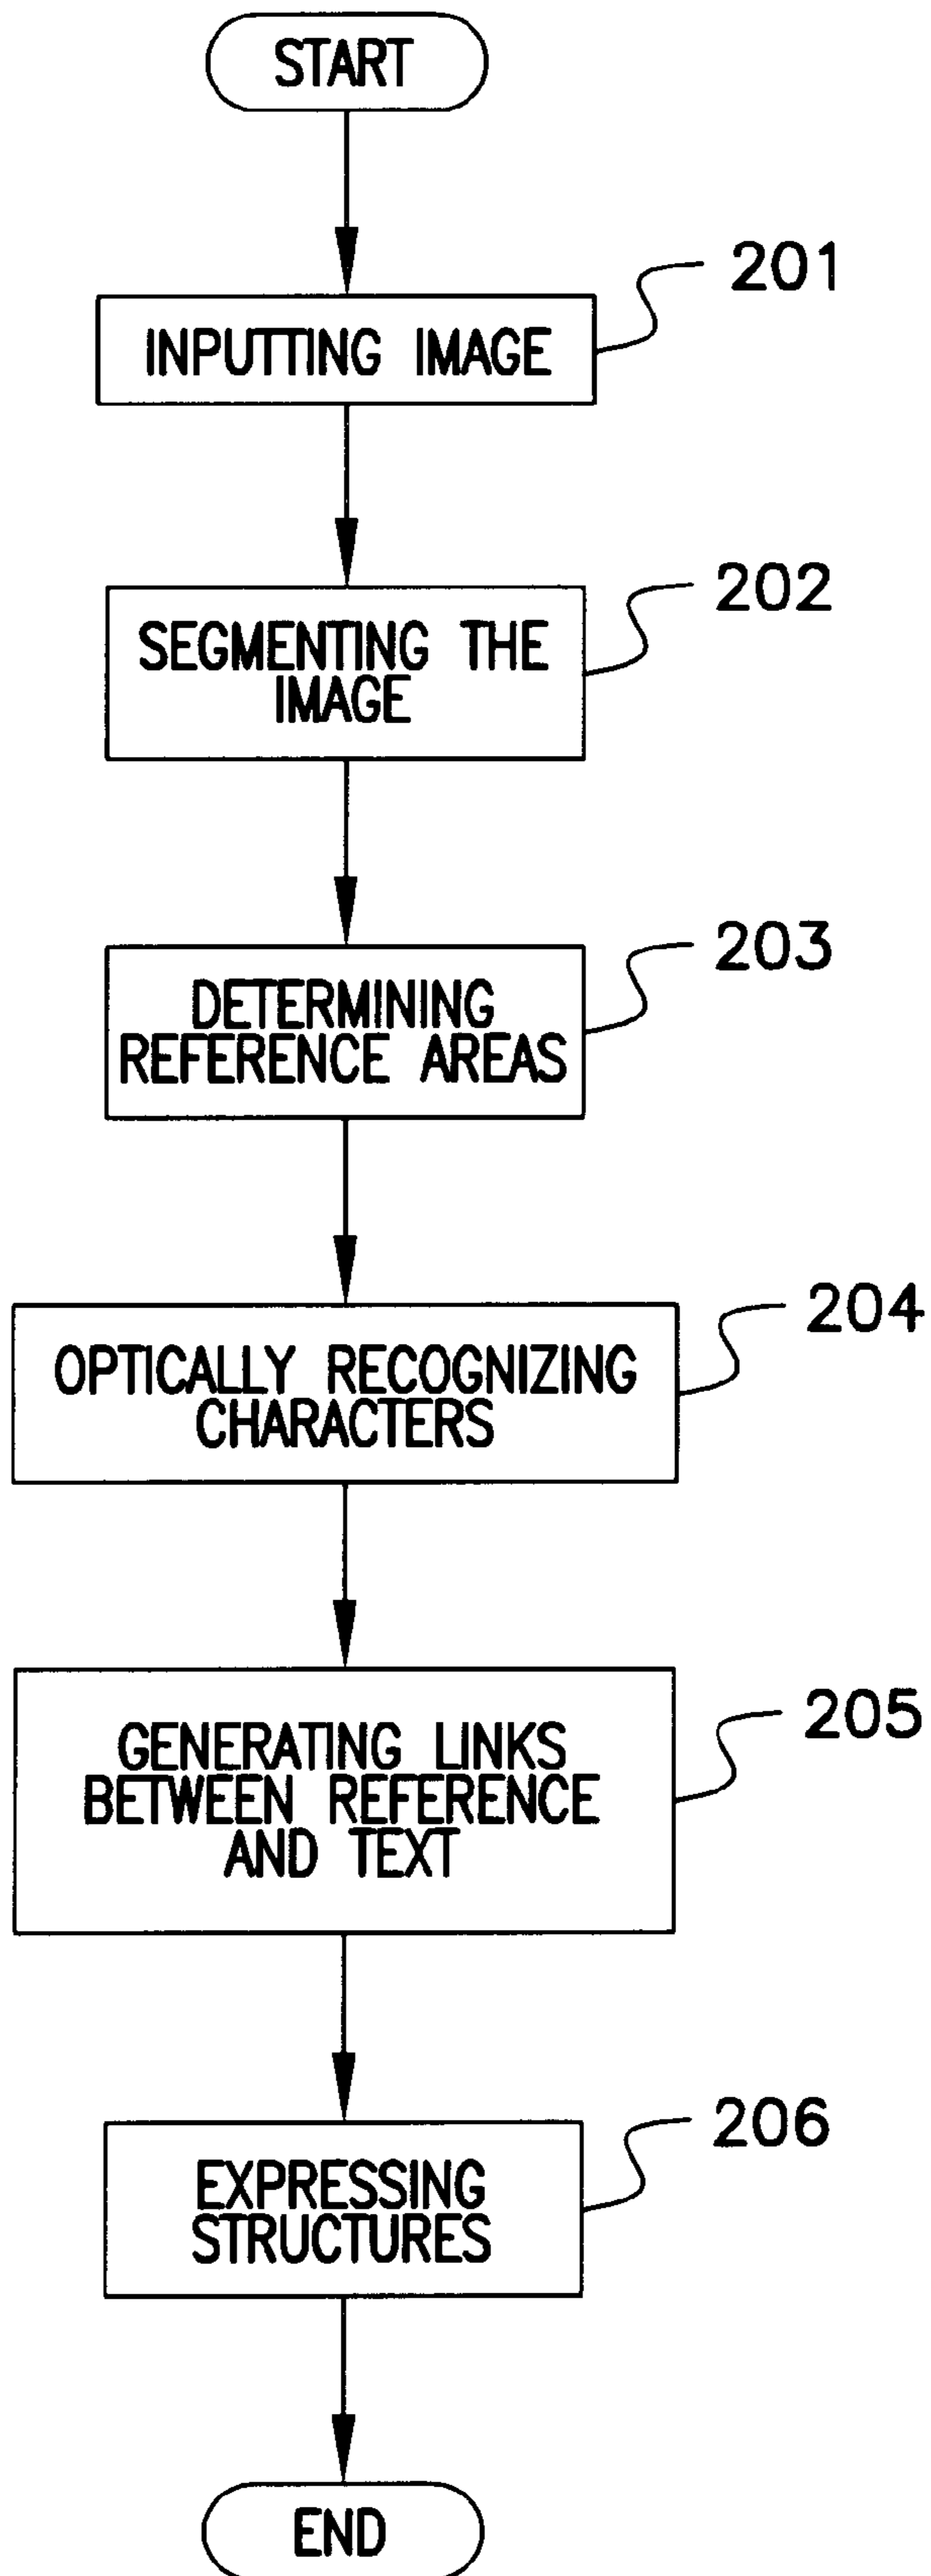 START
201
INPUTTING IMAGE
202
SEGMENTING THE
IMAGE
203
DETERMINING
REFERENCE AREAS
204
OPTICALLY RECOGNIZING
CHARACTERS
205
GENERATING LINKS
BETWEEN REFERENCE
AND TEXT
206
EXPRESSING
STRUCTURES
END